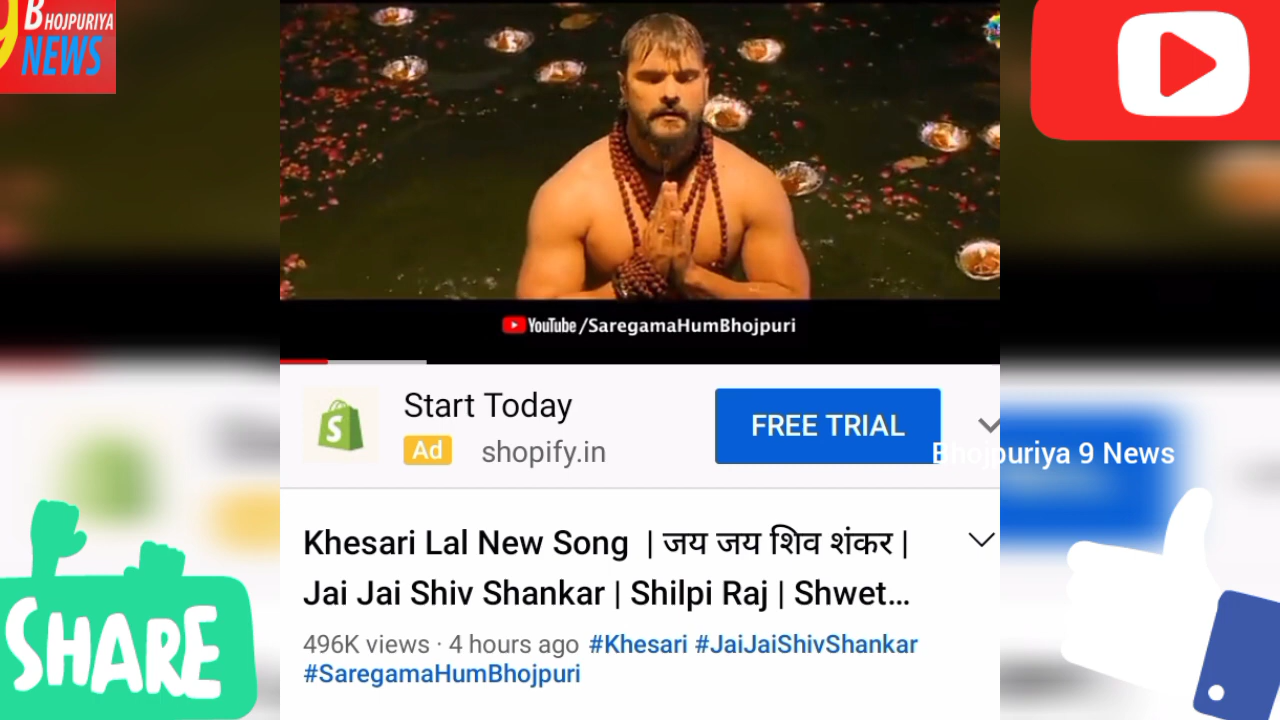 9 BHOJPURIYA
NEWS
YouTube /SaregamaHumBhojpuri
Start Today
Ad shopify.in
FREE TRIAL
Bhojpuriya 9 News
Khesari Lal New Song | जय जय शिव शंकर |
Jai Jai Shiv Shankar | Shilpi Raj | Shwet...
496K views · 4 hours ago #Khesari #JaiJaiShivShankar
#SaregamaHumBhojpuri
SHARE